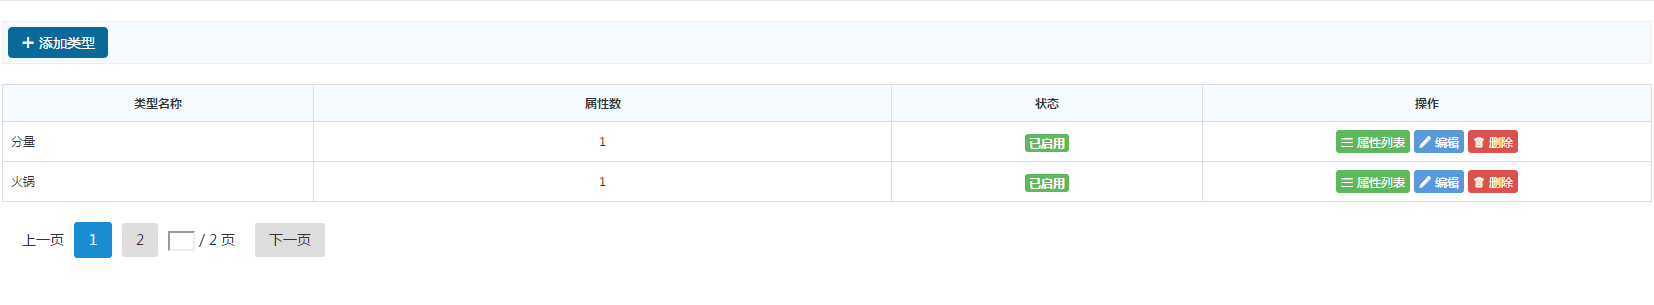 添加类型
类型名称 属性数 状态 操作
分量 1 已启用 属性列表 编辑 删除
火锅 1 已启用 属性列表 编辑 删除
上一页 1 2 / 2 页 下一页